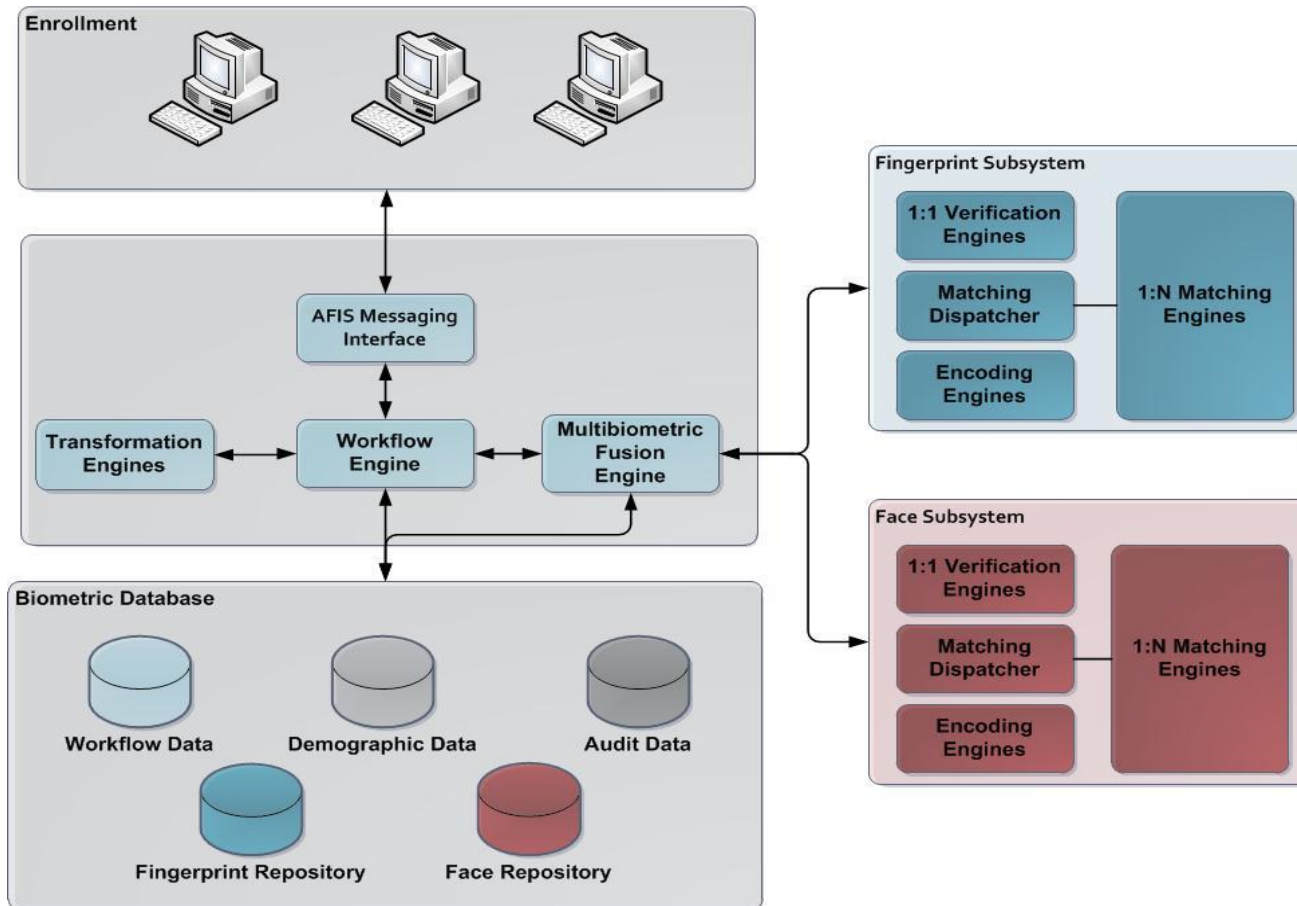 Enrollment
AFIS Messaging
Interface
Transformation
Engines
Workflow
Engine
Multibiometric
Fusion
Engine
Biometric Database
Workflow Data
Demographic Data
Audit Data
Fingerprint Repository
Face Repository
Fingerprint Subsystem
1:1 Verification
Engines
Matching
Dispatcher
Encoding
Engines
1:N Matching
Engines
Face Subsystem
1:1 Verification
Engines
Matching
Dispatcher
Encoding
Engines
1:N Matching
Engines